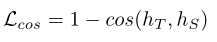 ℒ_cos = 1 − cos(h_T, h_S)